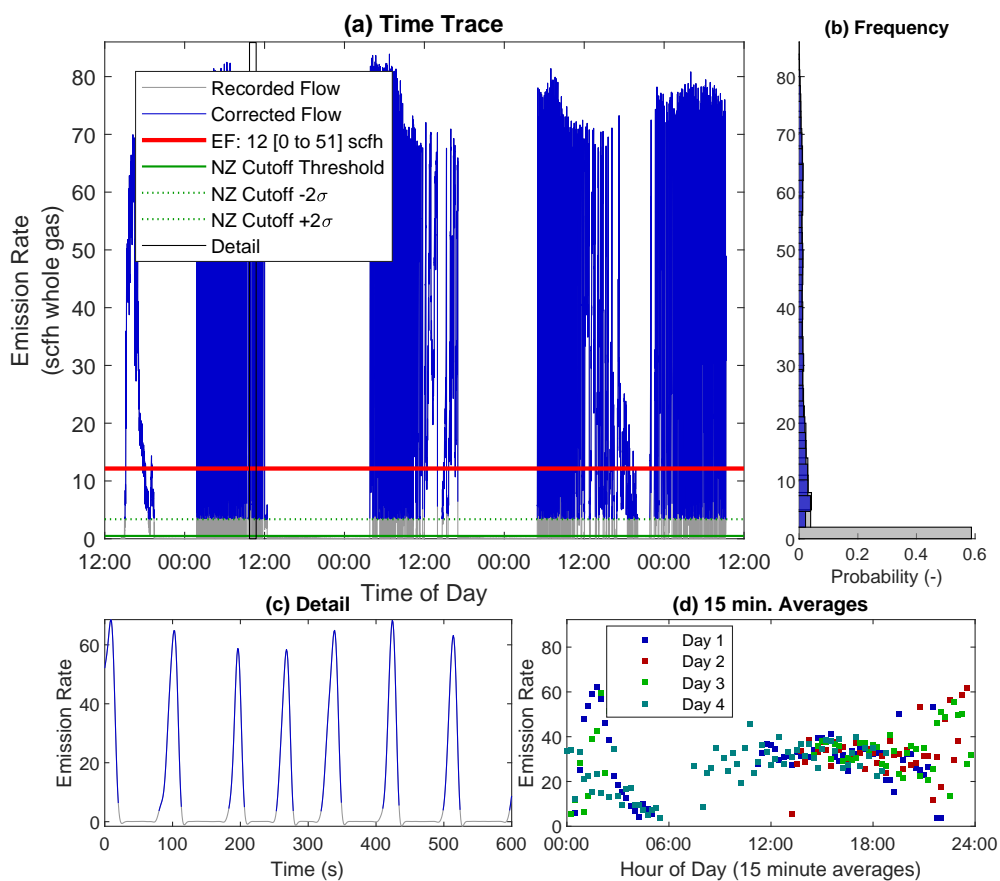 (a) Time Trace
Emission Rate
(scfh whole gas)
80
70
60
50
40
30
20
10
0
Recorded Flow
Corrected Flow
EF: 12 [0 to 51] scfh
NZ Cutoff Threshold
NZ Cutoff -2σ
NZ Cutoff +2σ
Detail
12:00 00:00 12:00 00:00 12:00 00:00 12:00 00:00 12:00
Time of Day
(b) Frequency
80
70
60
50
40
30
20
10
0
0 0.2 0.4 0.6
Probability (-)
(c) Detail
Emission Rate
60
40
20
0
0 100 200 300 400 500 600
Time (s)
(d) 15 min. Averages
Emission Rate
80
60
40
20
0
Day 1
Day 2
Day 3
Day 4
00:00 06:00 12:00 18:00 24:00
Hour of Day (15 minute averages)